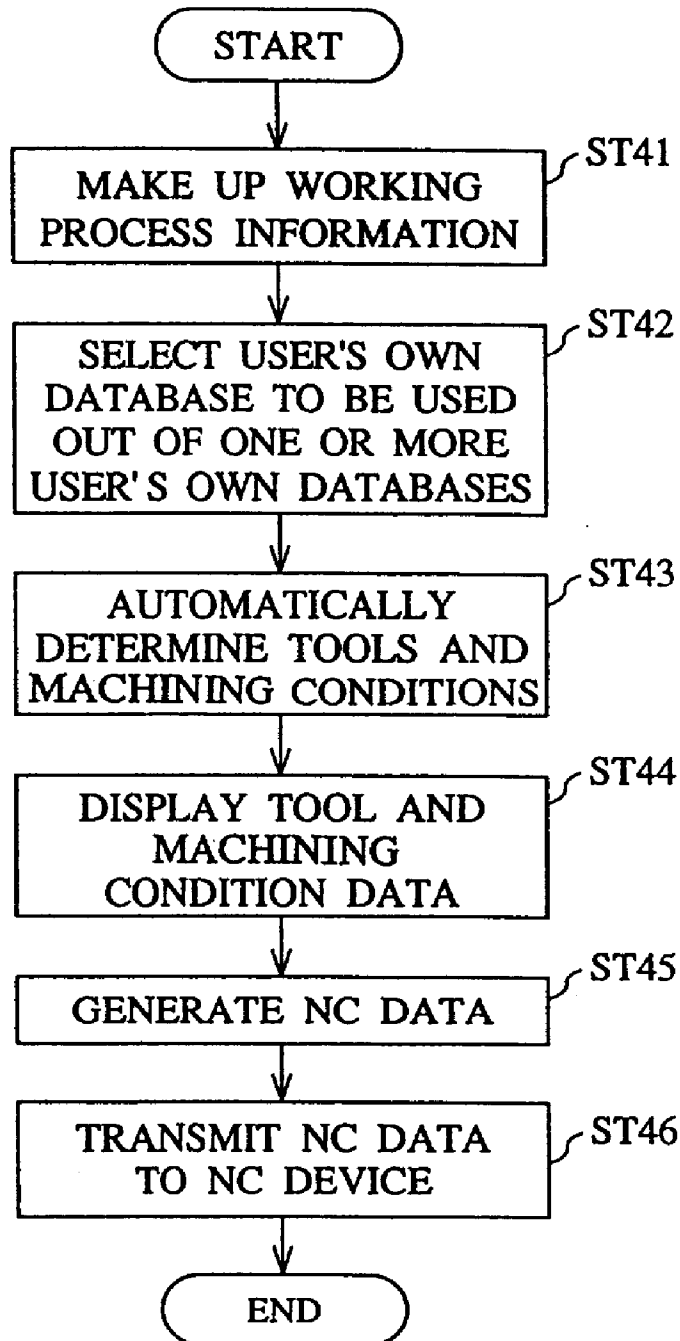 START
ST41
MAKE UP WORKING
PROCESS INFORMATION
ST42
SELECT USER'S OWN
DATABASE TO BE USED
OUT OF ONE OR MORE
USER'S OWN DATABASES
ST43
AUTOMATICALLY
DETERMINE TOOLS AND
MACHINING CONDITIONS
ST44
DISPLAY TOOL AND
MACHINING
CONDITION DATA
ST45
GENERATE NC DATA
ST46
TRANSMIT NC DATA
TO NC DEVICE
END